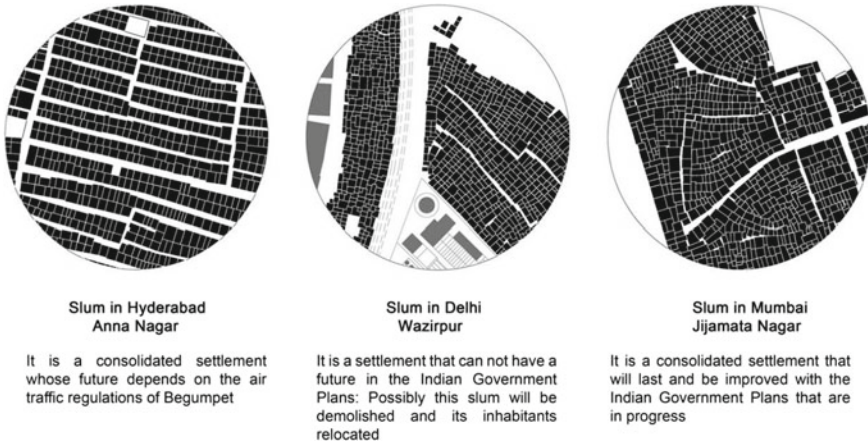 Slum in Hyderabad
Anna Nagar
It is a consolidated settlement
whose future depends on the air
traffic regulations of Begumpet
Slum in Delhi
Wazirpur
It is a settlement that can not have a
future in the Indian Government
Plans: Possibly this slum will be
demolished and its inhabitants
relocated
Slum in Mumbai
Jijamata Nagar
It is a consolidated settlement that
will last and be improved with the
Indian Government Plans that are
in progress